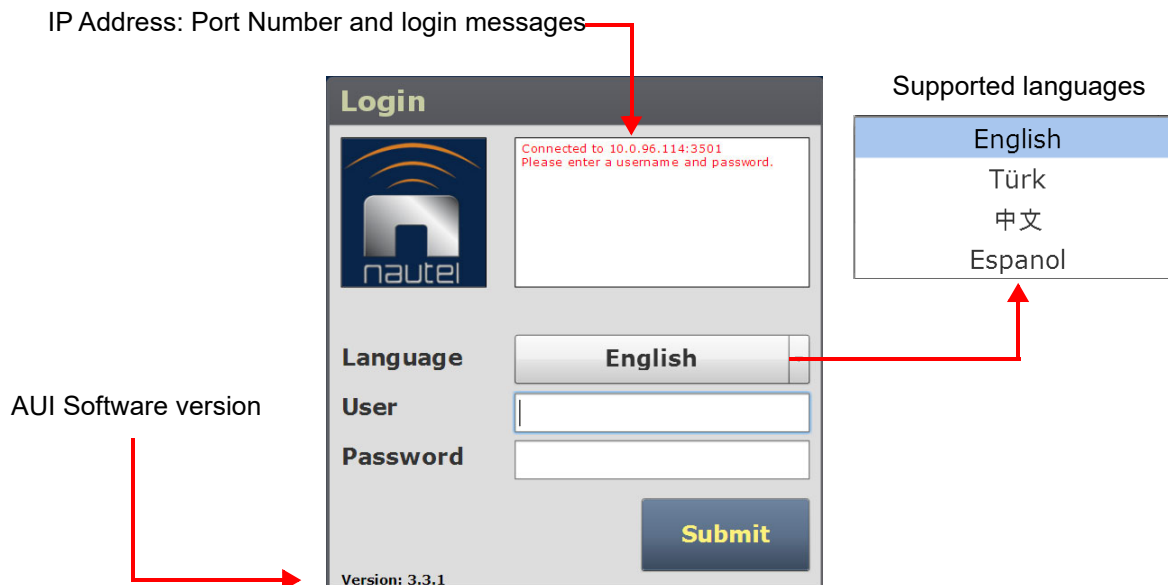 IP Address: Port Number and login messages
Login
Connected to 10.0.96.114:3501
Please enter a username and password.
nautel
Supported languages
English
Türk
中文
Espanol
Language
English
User
Password
AUI Software version
Submit
Version: 3.3.1